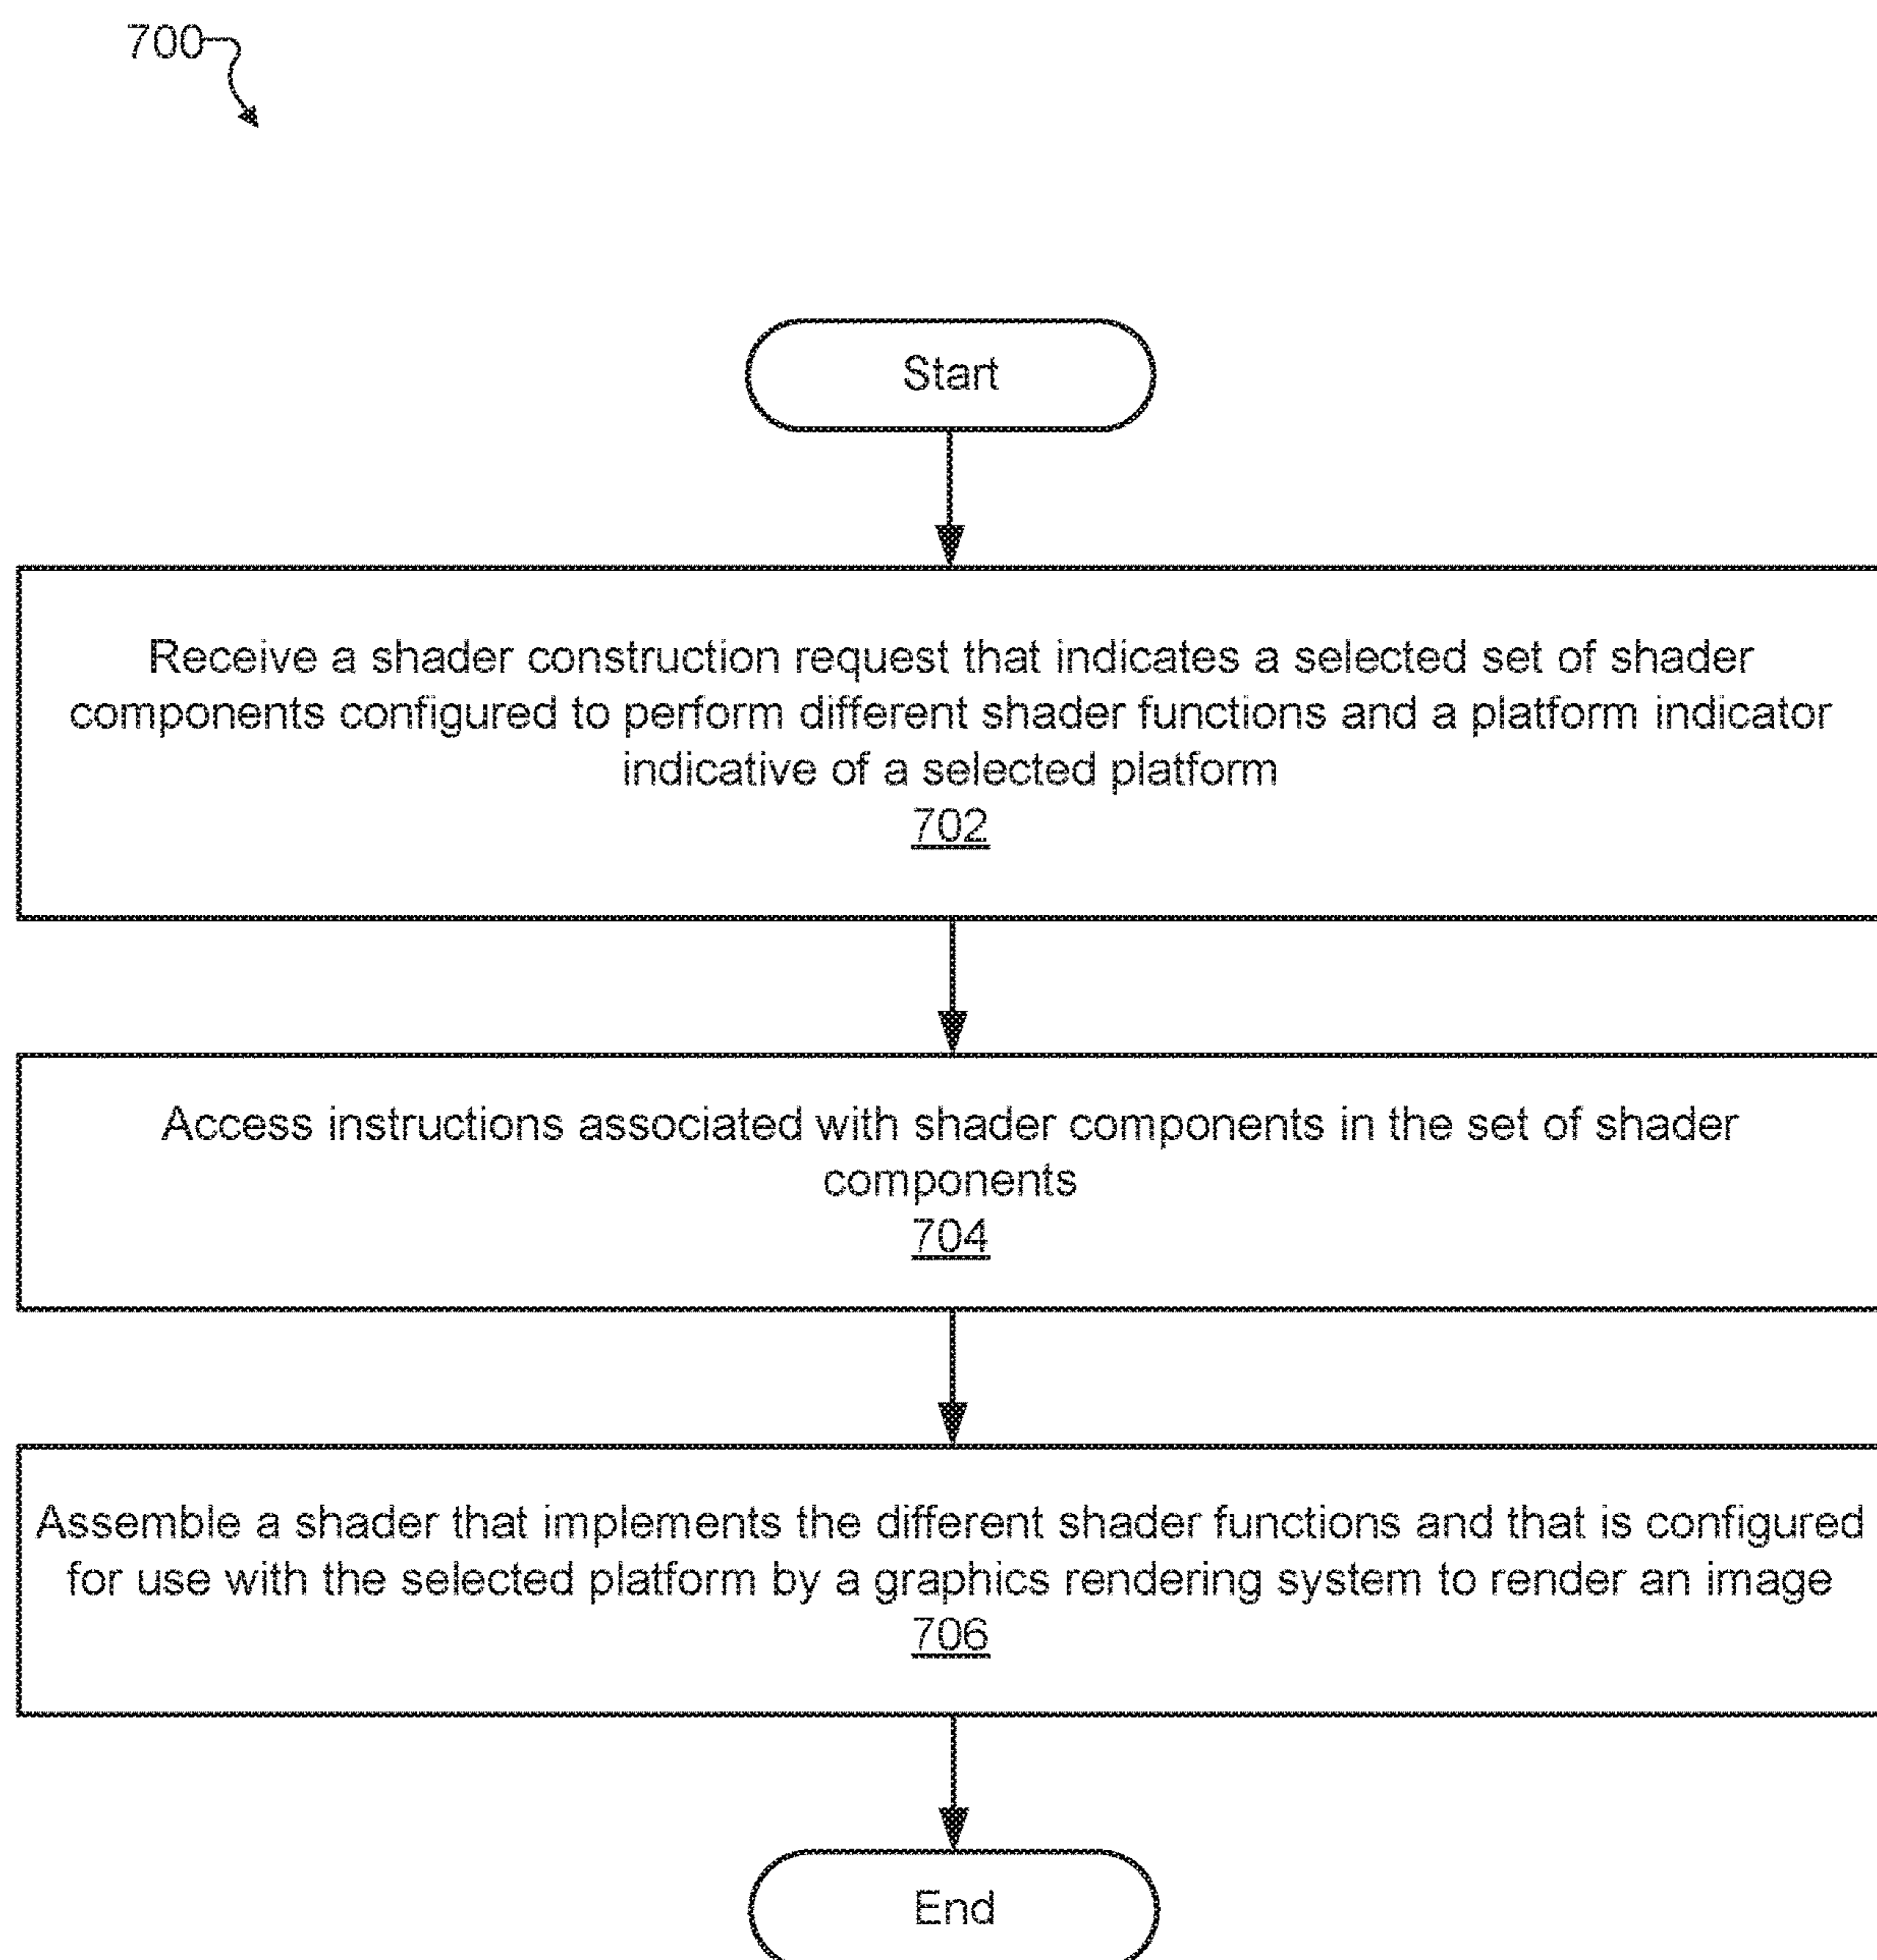 700
Start
Receive a shader construction request that indicates a selected set of shader
components configured to perform different shader functions and a platform indicator
indicative of a selected platform
702
Access instructions associated with shader components in the set of shader
components
704
Assemble a shader that implements the different shader functions and that is configured
for use with the selected platform by a graphics rendering system to render an image
706
End